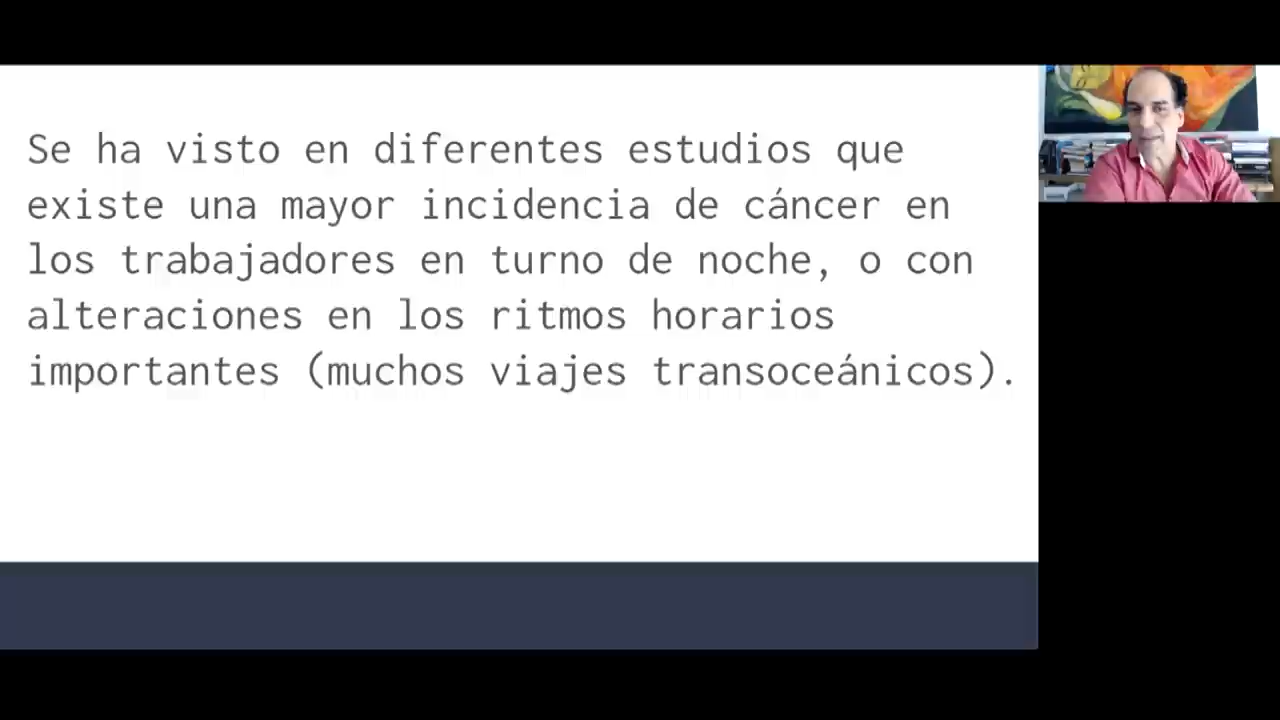 Se ha visto en diferentes estudios que
existe una mayor incidencia de cáncer en
los trabajadores en turno de noche, o con
alteraciones en los ritmos horarios
importantes (muchos viajes transoceánicos).